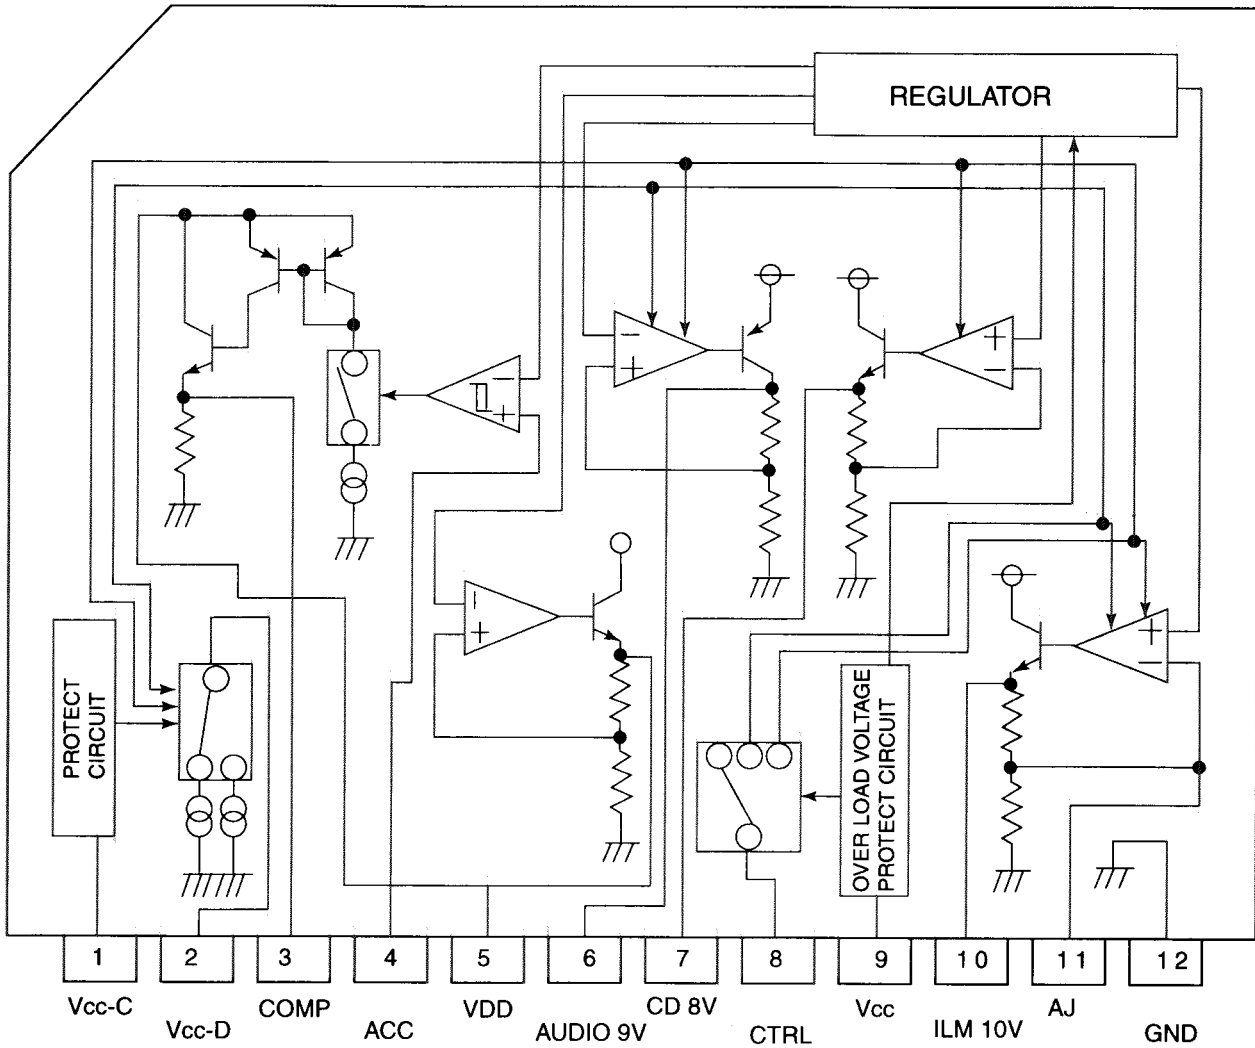 REGULATOR
− +
+ −
− +
− +
+ −
PROTECT
CIRCUIT
OVER LOAD VOLTAGE
PROTECT CIRCUIT
1 2 3 4 5 6 7 8 9 10 11 12
Vcc-C
Vcc-D
COMP
ACC
VDD
AUDIO 9V
CD 8V
CTRL
Vcc
ILM 10V
AJ
GND